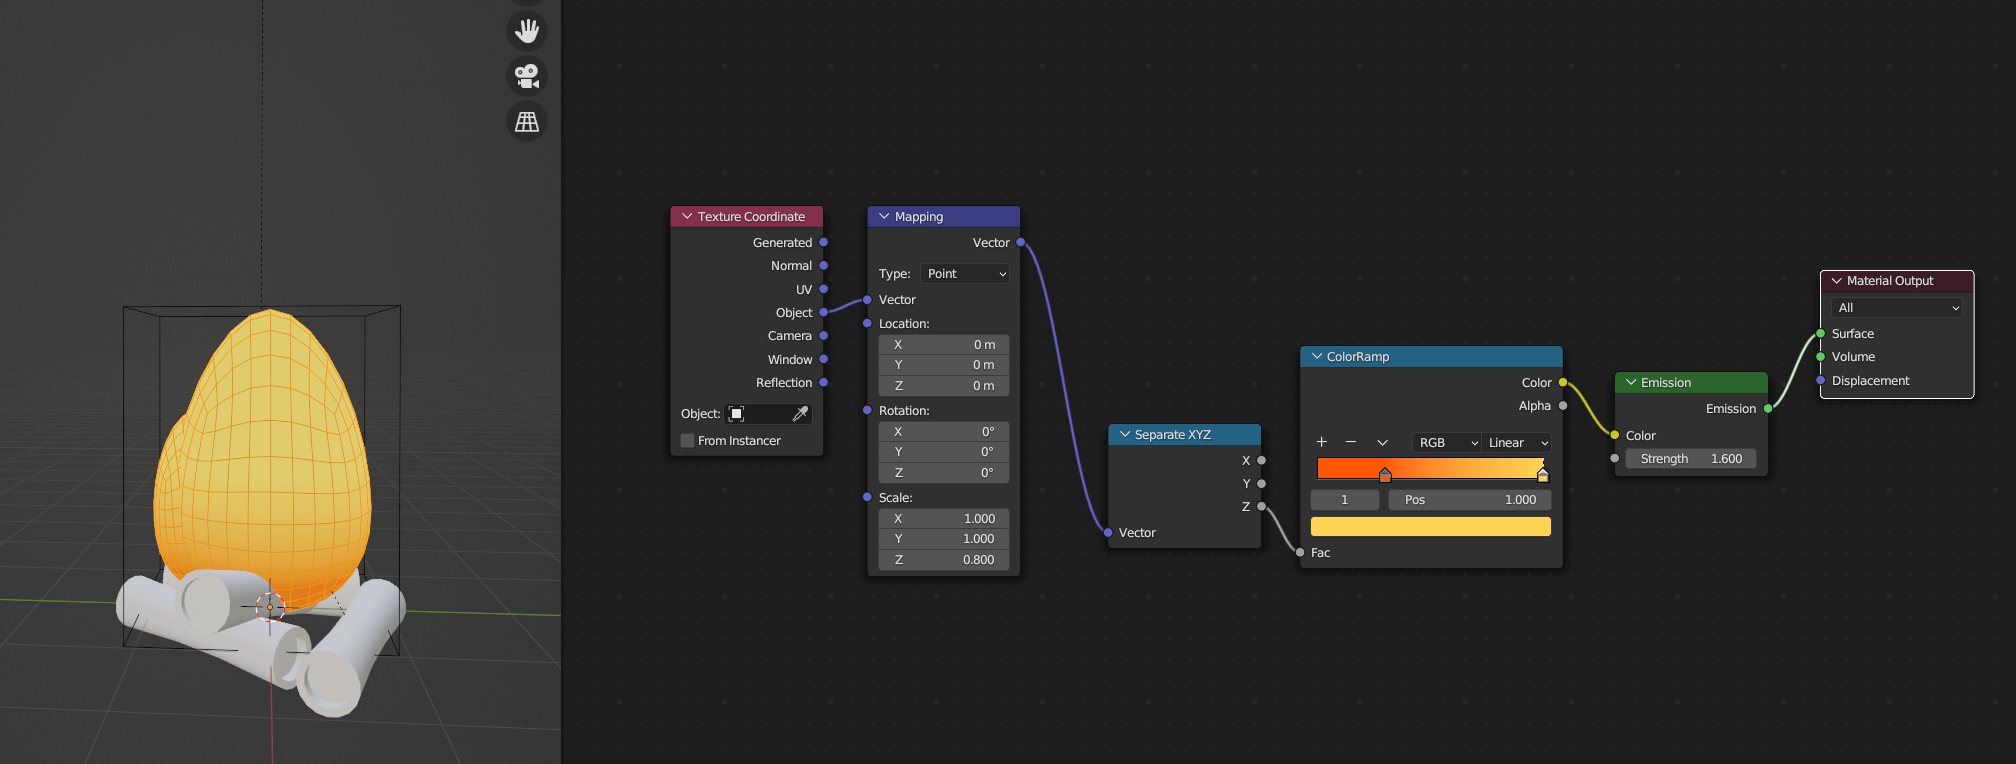 Texture Coordinate
Generated
Normal
UV
Object
Camera
Window
Reflection
Object:
From Instancer
Mapping
Vector
Type: Point
Vector
Location:
X 0 m
Y 0 m
Z 0 m
Rotation:
X 0°
Y 0°
Z 0°
Scale:
X 1.000
Y 1.000
Z 0.800
Separate XYZ
X
Y
Z
Vector
ColorRamp
Color
Alpha
RGB Linear
1 Pos 1.000
Fac
Emission
Emission
Color
Strength 1.600
Material Output
All
Surface
Volume
Displacement